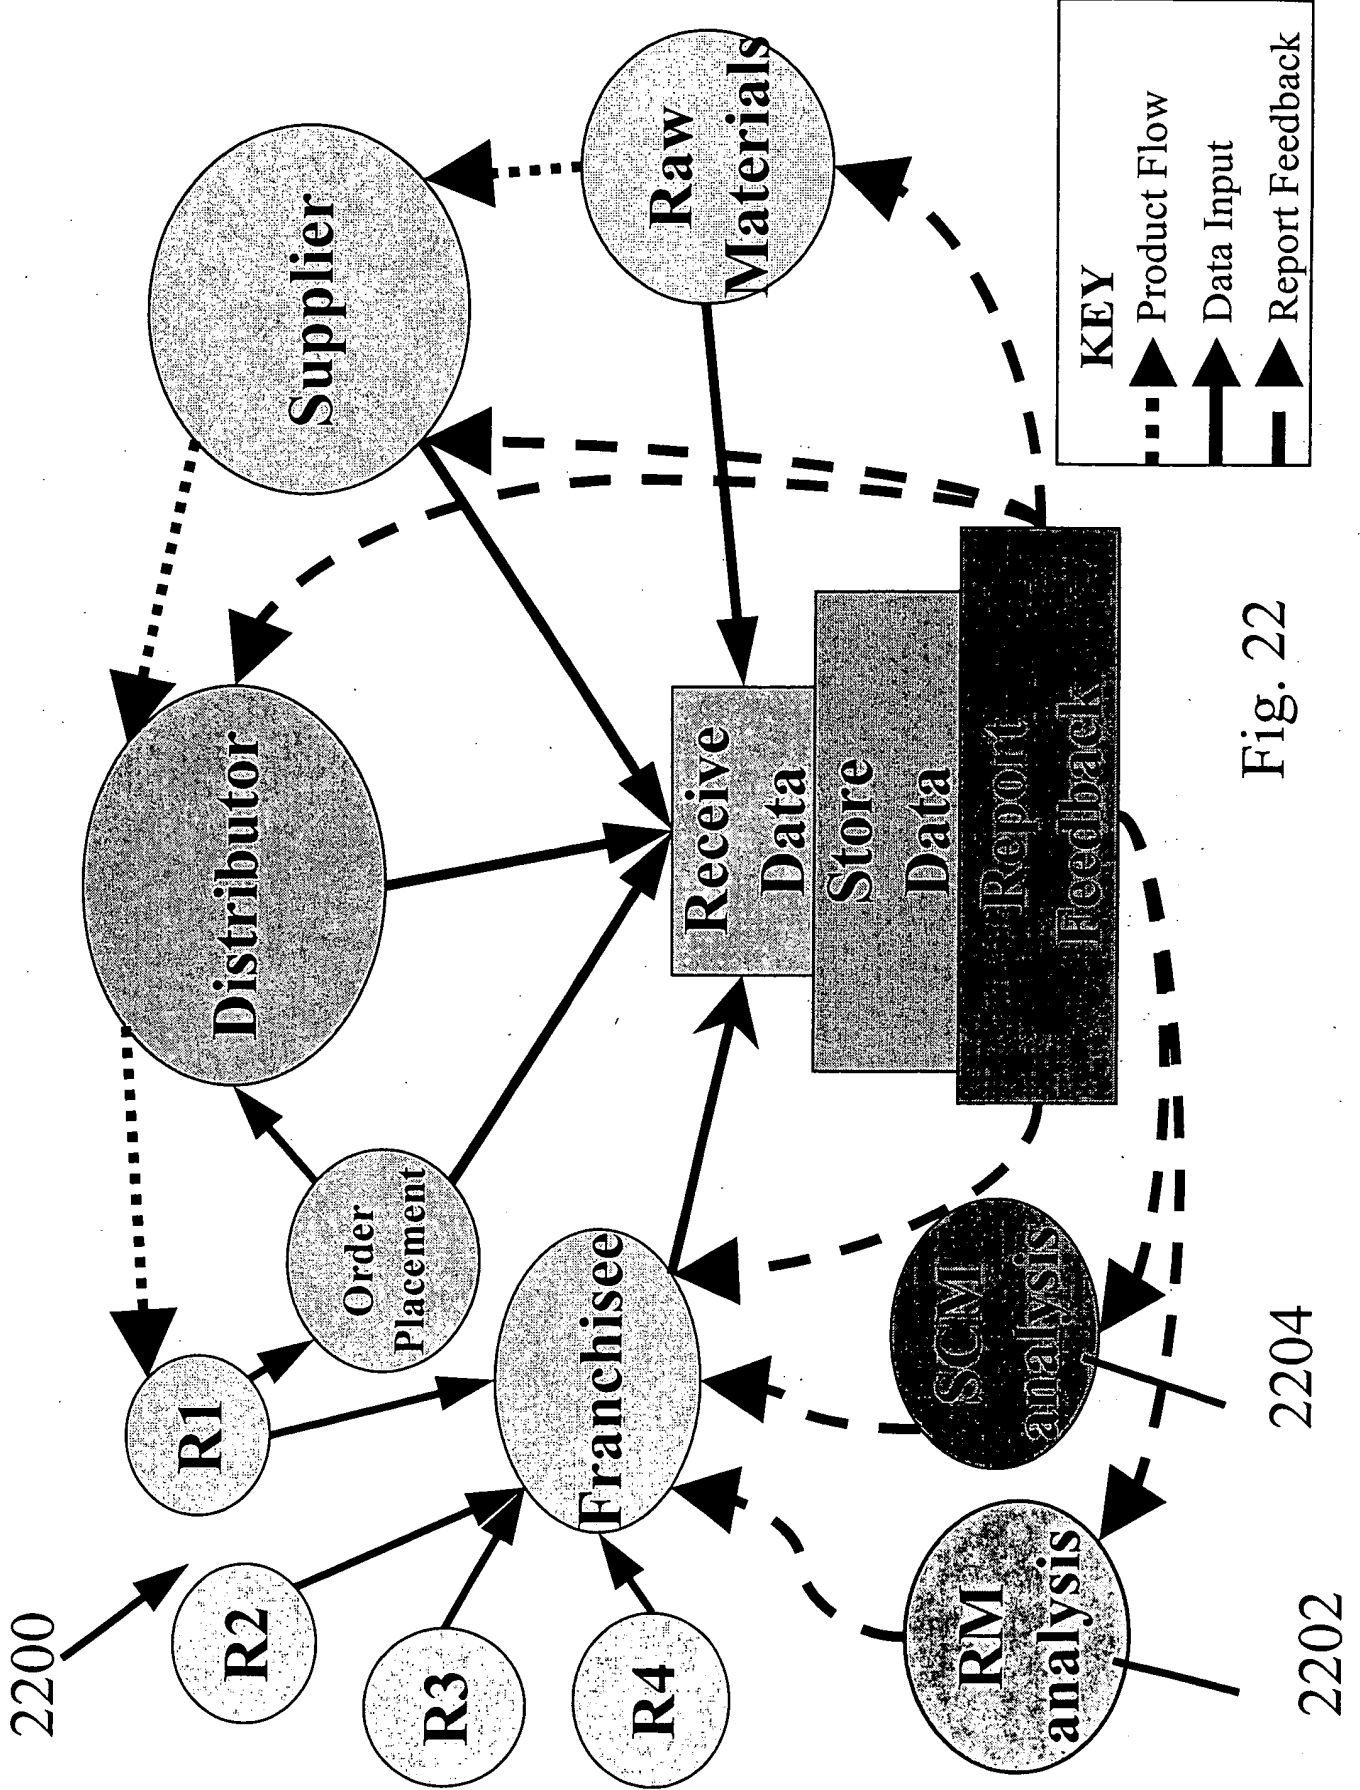 2200
R1
R2
R3
R4
Order
Placement
Franchisee
Distributor
Supplier
Raw
Materials
Receive
Data
Store
Data
Report
Feedback
SCM
analysis
RM
analysis
2202
2204
Fig. 22
KEY
Product Flow
Data Input
Report Feedback